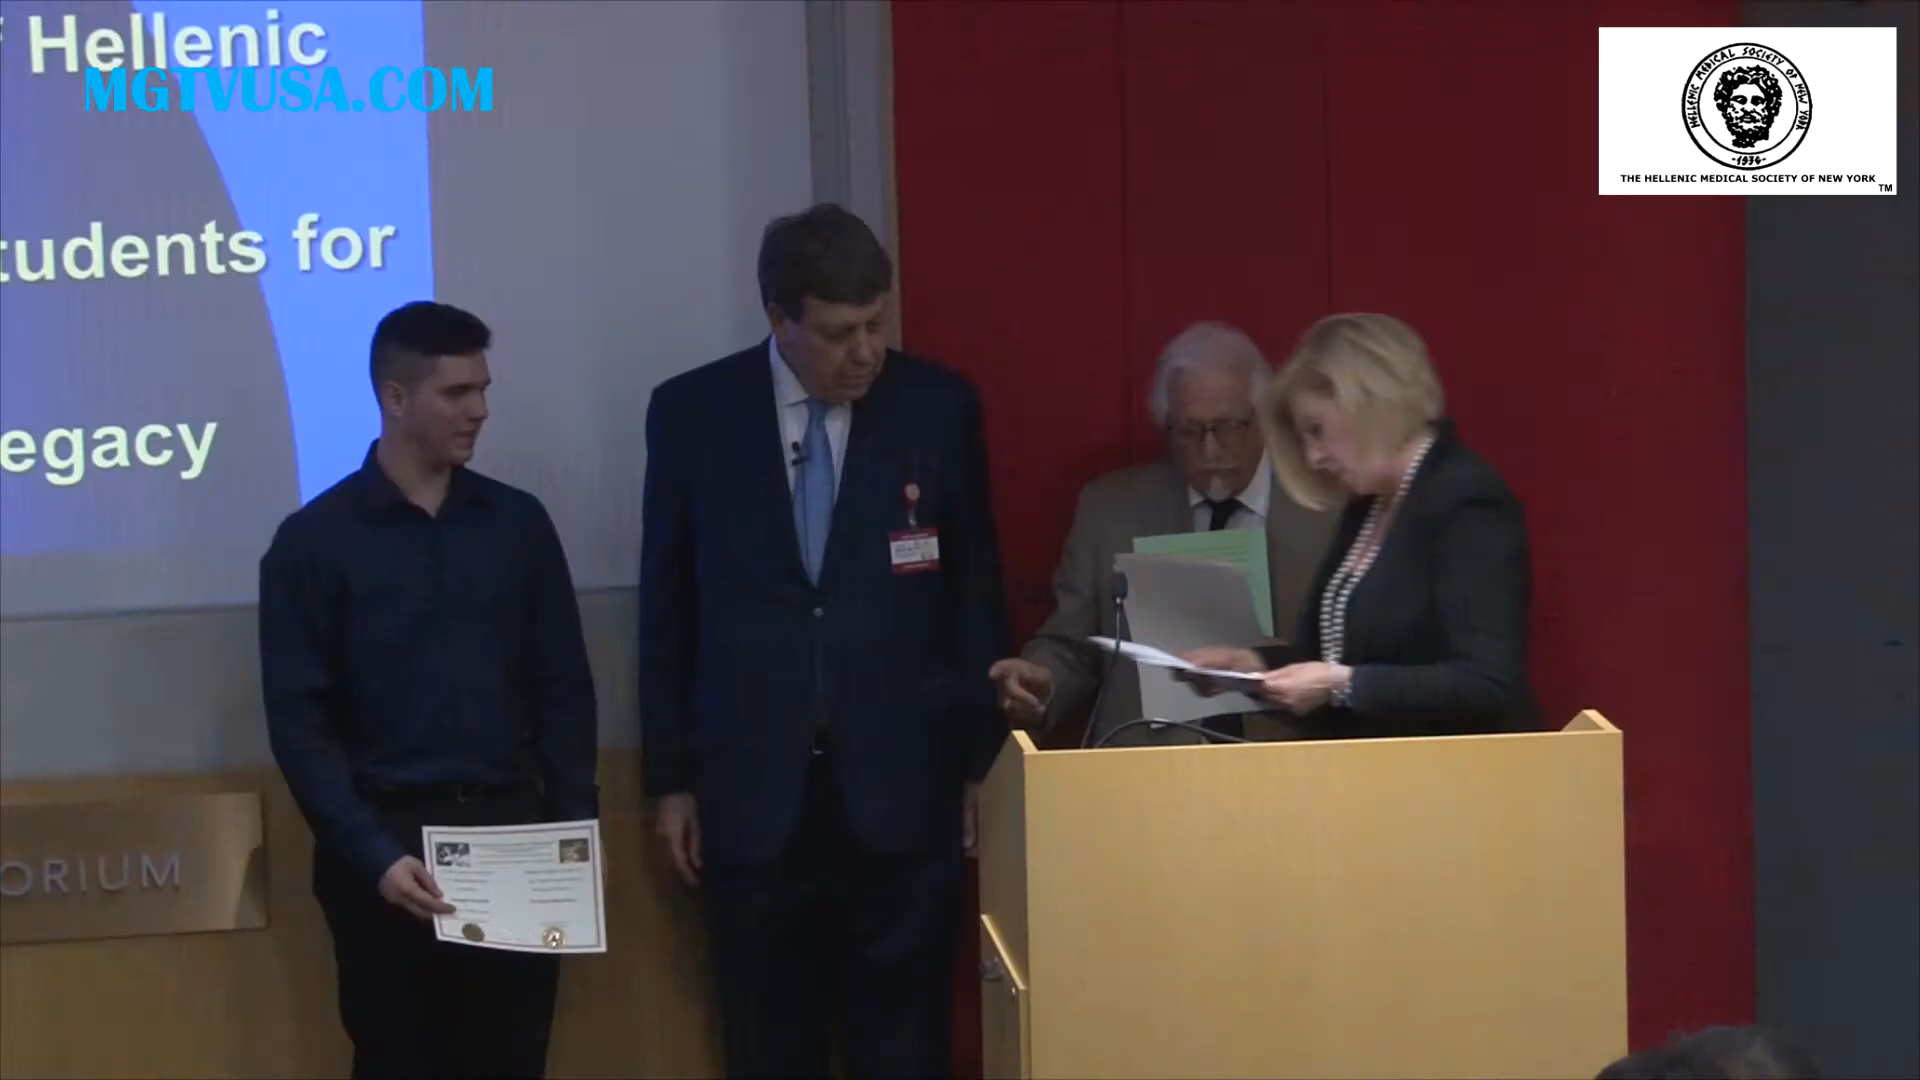 f Hellenic
MGTVUSA.COM
tudents for
egacy
ORIUM
HELLENIC MEDICAL SOCIETY OF NEW YORK
-1934-
THE HELLENIC MEDICAL SOCIETY OF NEW YORK
TM